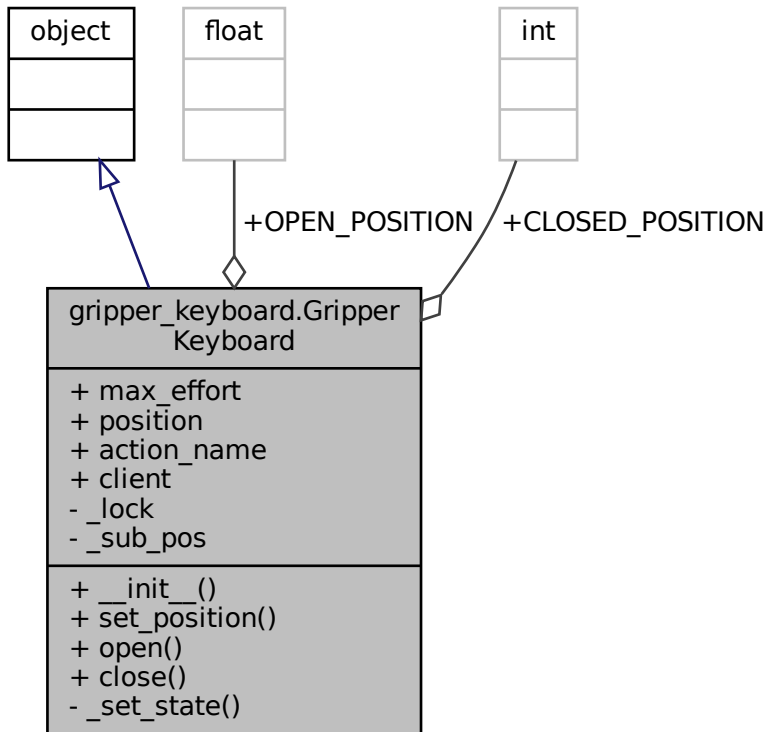 object
float
int
+OPEN_POSITION
+CLOSED_POSITION
gripper_keyboard.Gripper
Keyboard
+ max_effort
+ position
+ action_name
+ client
- _lock
- _sub_pos
+ __init__()
+ set_position()
+ open()
+ close()
- _set_state()